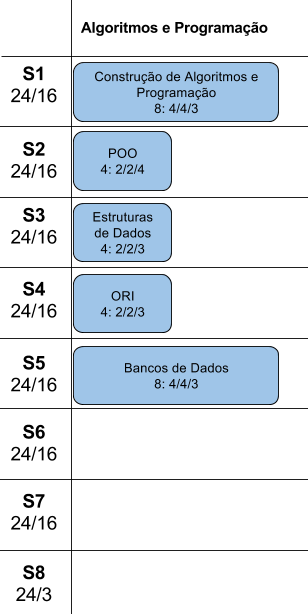 Algoritmos e Programação
S1
24/16
Construção de Algoritmos e
Programação
8: 4/4/3
S2
24/16
POO
4: 2/2/4
S3
24/16
Estruturas
de Dados
4: 2/2/3
S4
24/16
ORI
4: 2/2/3
S5
24/16
Bancos de Dados
8: 4/4/3
S6
24/16
S7
24/16
S8
24/3